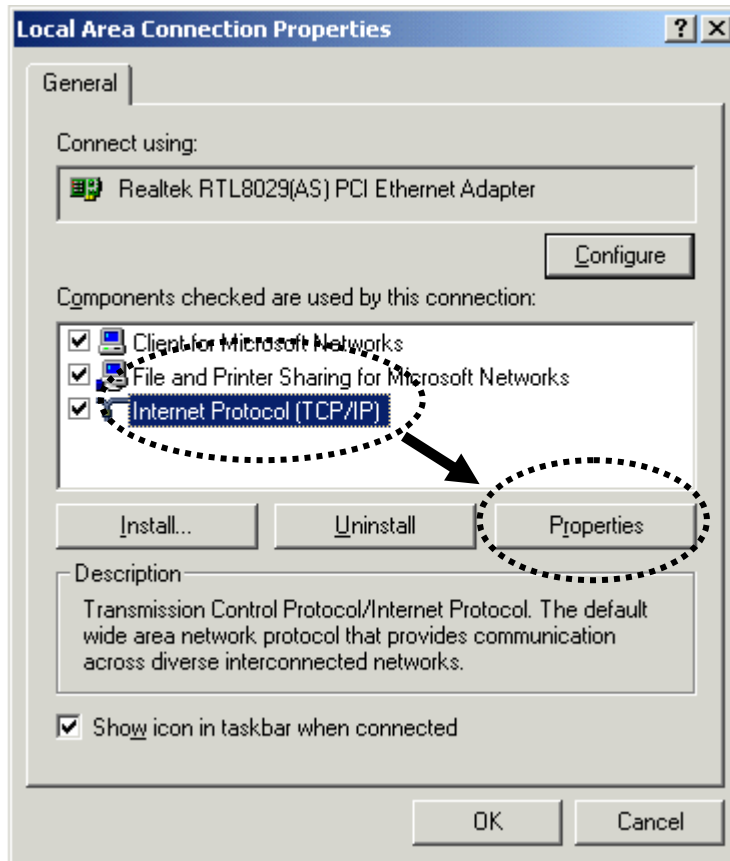 Local Area Connection Properties
General
Connect using:
Realtek RTL8029(AS) PCI Ethernet Adapter
Configure
Components checked are used by this connection:
Client for Microsoft Networks
File and Printer Sharing for Microsoft Networks
Internet Protocol (TCP/IP)
Install... Uninstall Properties
Description
Transmission Control Protocol/Internet Protocol. The default
wide area network protocol that provides communication
across diverse interconnected networks.
Show icon in taskbar when connected
OK Cancel